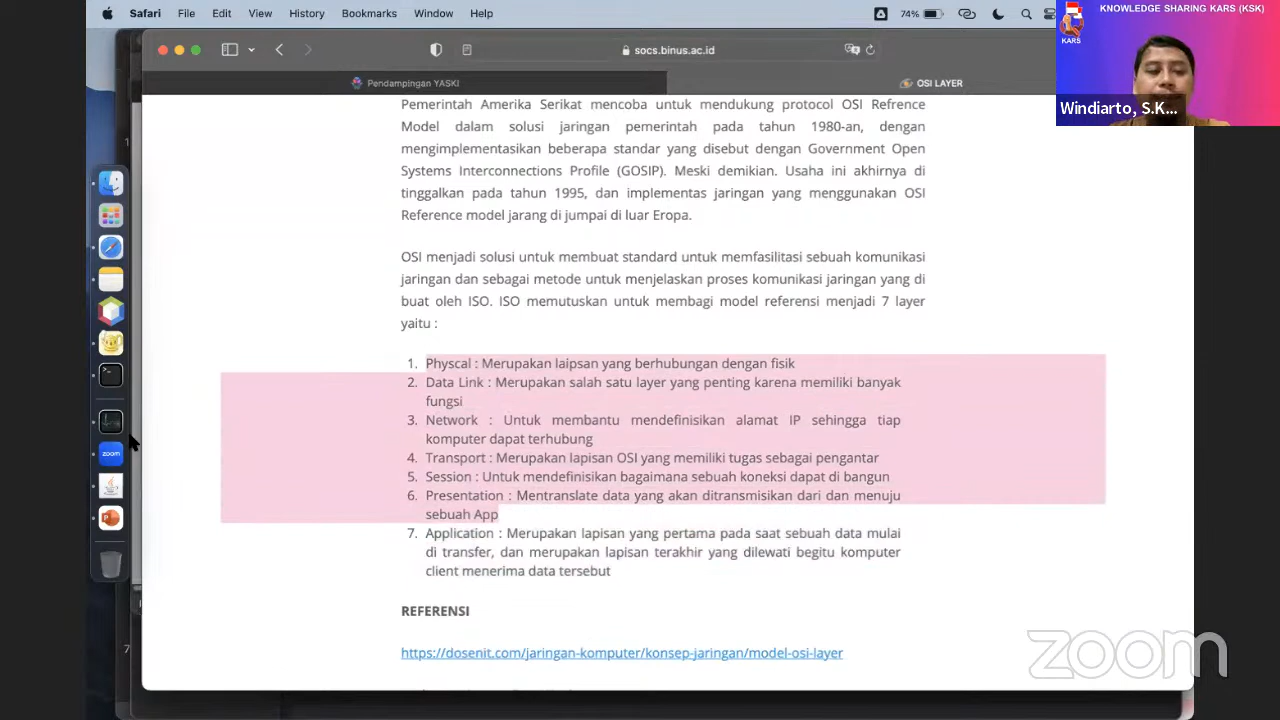 Safari File Edit View History Bookmarks Window Help 74%
KNOWLEDGE SHARING KARS (KSK)
KARS
Windiarto, S.K...
socs.binus.ac.id
Pendampingan YASKI
OSI LAYER
Pemerintah Amerika Serikat mencoba untuk mendukung protocol OSI Refrence
Model dalam solusi jaringan pemerintah pada tahun 1980-an, dengan
mengimplementasikan beberapa standar yang disebut dengan Government Open
Systems Interconnections Profile (GOSIP). Meski demikian. Usaha ini akhirnya di
tinggalkan pada tahun 1995, dan implementas jaringan yang menggunakan OSI
Reference model jarang di jumpai di luar Eropa.
OSI menjadi solusi untuk membuat standard untuk memfasilitasi sebuah komunikasi
jaringan dan sebagai metode untuk menjelaskan proses komunikasi jaringan yang di
buat oleh ISO. ISO memutuskan untuk membagi model referensi menjadi 7 layer
yaitu :
1. Physcal : Merupakan laipsan yang berhubungan dengan fisik
2. Data Link : Merupakan salah satu layer yang penting karena memiliki banyak
fungsi
3. Network : Untuk membantu mendefinisikan alamat IP sehingga tiap
komputer dapat terhubung
4. Transport : Merupakan lapisan OSI yang memiliki tugas sebagai pengantar
5. Session : Untuk mendefinisikan bagaimana sebuah koneksi dapat di bangun
6. Presentation : Mentranslate data yang akan ditransmisikan dari dan menuju
sebuah App
7. Application : Merupakan lapisan yang pertama pada saat sebuah data mulai
di transfer, dan merupakan lapisan terakhir yang dilewati begitu komputer
client menerima data tersebut
REFERENSI
https://dosenit.com/jaringan-komputer/konsep-jaringan/model-osi-layer
zoom
zoom